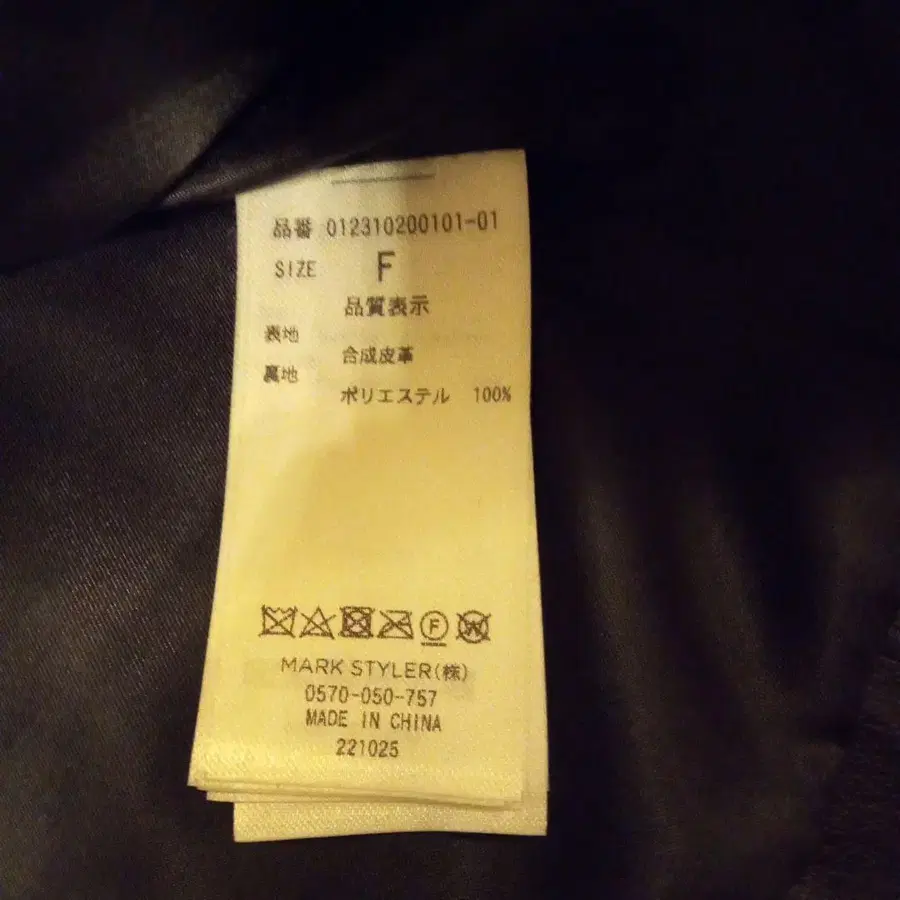 品番 012310200101-01
SIZE F
品質表示
表地
合成皮革
裏地
ポリエステル 100%
F
W
MARK STYLER(株)
0570-050-757
MADE IN CHINA
221025